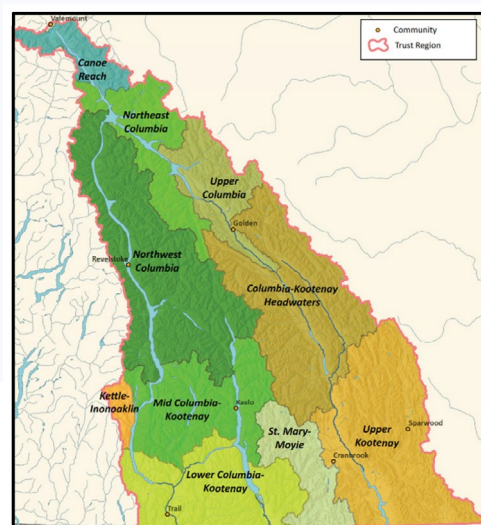 Valemount
Community
Trust Region
Canoe
Reach
Northeast
Columbia
Upper
Columbia
Golden
Revelstoke
Northwest
Columbia
Columbia-Kootenay
Headwaters
Kettle-
Inonoaklin
Mid Columbia-
Kootenay
Kaslo
St. Mary-
Moyie
Upper
Kootenay
Sparwood
Cranbrook
Lower Columbia-
Kootenay
Trail